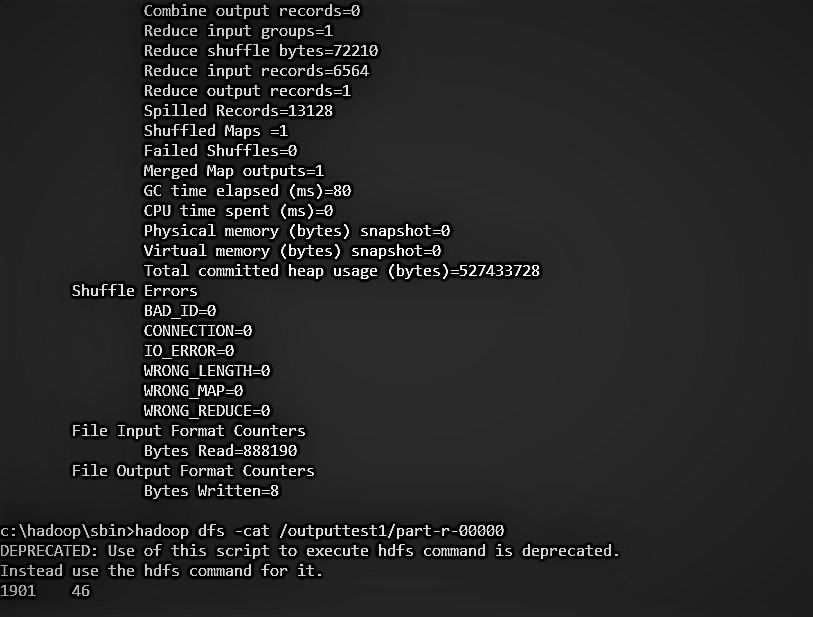 Combine output records=0
Reduce input groups=1
Reduce shuffle bytes=72210
Reduce input records=6564
Reduce output records=1
Spilled Records=13128
Shuffled Maps =1
Failed Shuffles=0
Merged Map outputs=1
GC time elapsed (ms)=80
CPU time spent (ms)=0
Physical memory (bytes) snapshot=0
Virtual memory (bytes) snapshot=0
Total committed heap usage (bytes)=527433728
Shuffle Errors
BAD_ID=0
CONNECTION=0
IO_ERROR=0
WRONG_LENGTH=0
WRONG_MAP=0
WRONG_REDUCE=0
File Input Format Counters
Bytes Read=888190
File Output Format Counters
Bytes Written=8
c:\hadoop\sbin>hadoop dfs -cat /outputtest1/part-r-00000
DEPRECATED: Use of this script to execute hdfs command is deprecated.
Instead use the hdfs command for it.
1901    46